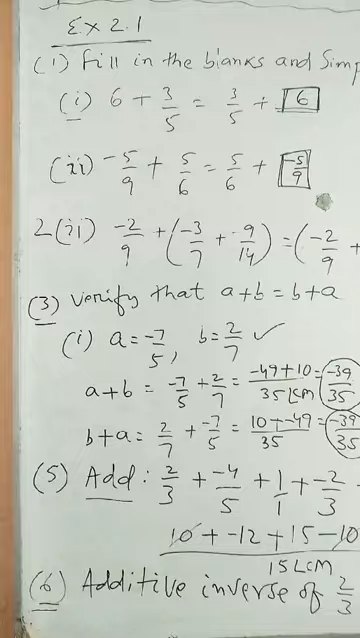 Ex 2.1
(1) Fill in the blanks and Simp
(i) 6 + 3/5 = 3/5 + 6
(ii) -5/9 + 5/6 = 5/6 + -5/9
2(ii) -2/9 + (-3/7 + -9/14) = (-2/9 +
(3) Verify that a+b = b+a
(i) a = -7/5, b = 2/7 ✓
a+b = -7/5 + 2/7 = -49+10/35 LCM = -39/35
b+a = 2/7 + -7/5 = 10+-49/35 = -39/35
(5) Add: 2/3 + -4/5 + 1/1 + -2/3
10 + -12 + 15 - 10
15 LCM
(6) Additive inverse of 2/3